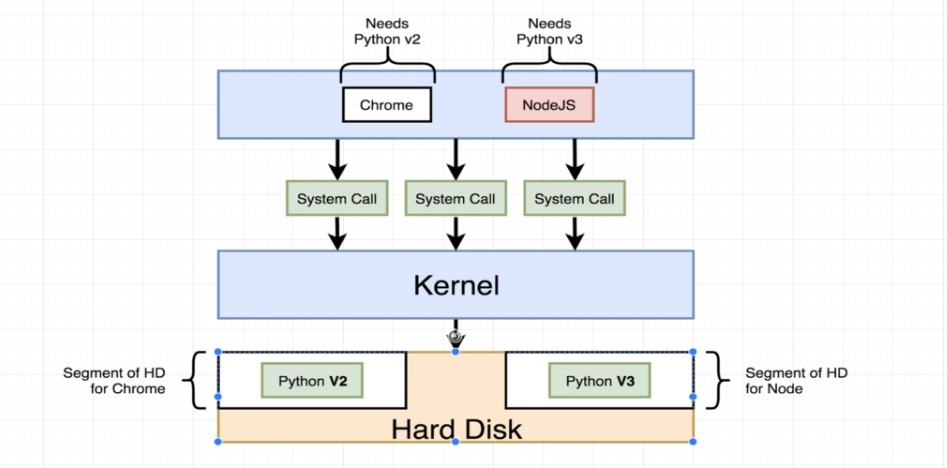 Needs
Python v2
Needs
Python v3
Chrome
NodeJS
System Call
System Call
System Call
Kernel
Segment of HD
for Chrome
Python V2
Python V3
Segment of HD
for Node
Hard Disk